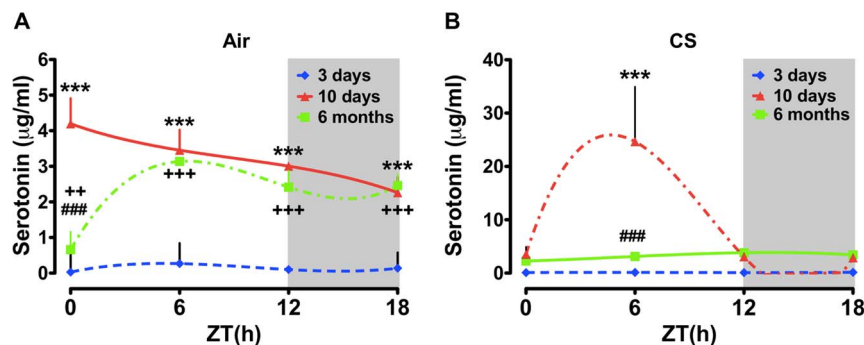 A
Air
Serotonin (µg/ml)
6
5
4
3
2
1
0
3 days
10 days
6 months
***
***
***
***
++
###
+++
+++
+++
0
6
12
18
ZT(h)
B
CS
Serotonin (µg/ml)
40
30
20
10
0
3 days
10 days
6 months
***
###
0
6
12
18
ZT(h)